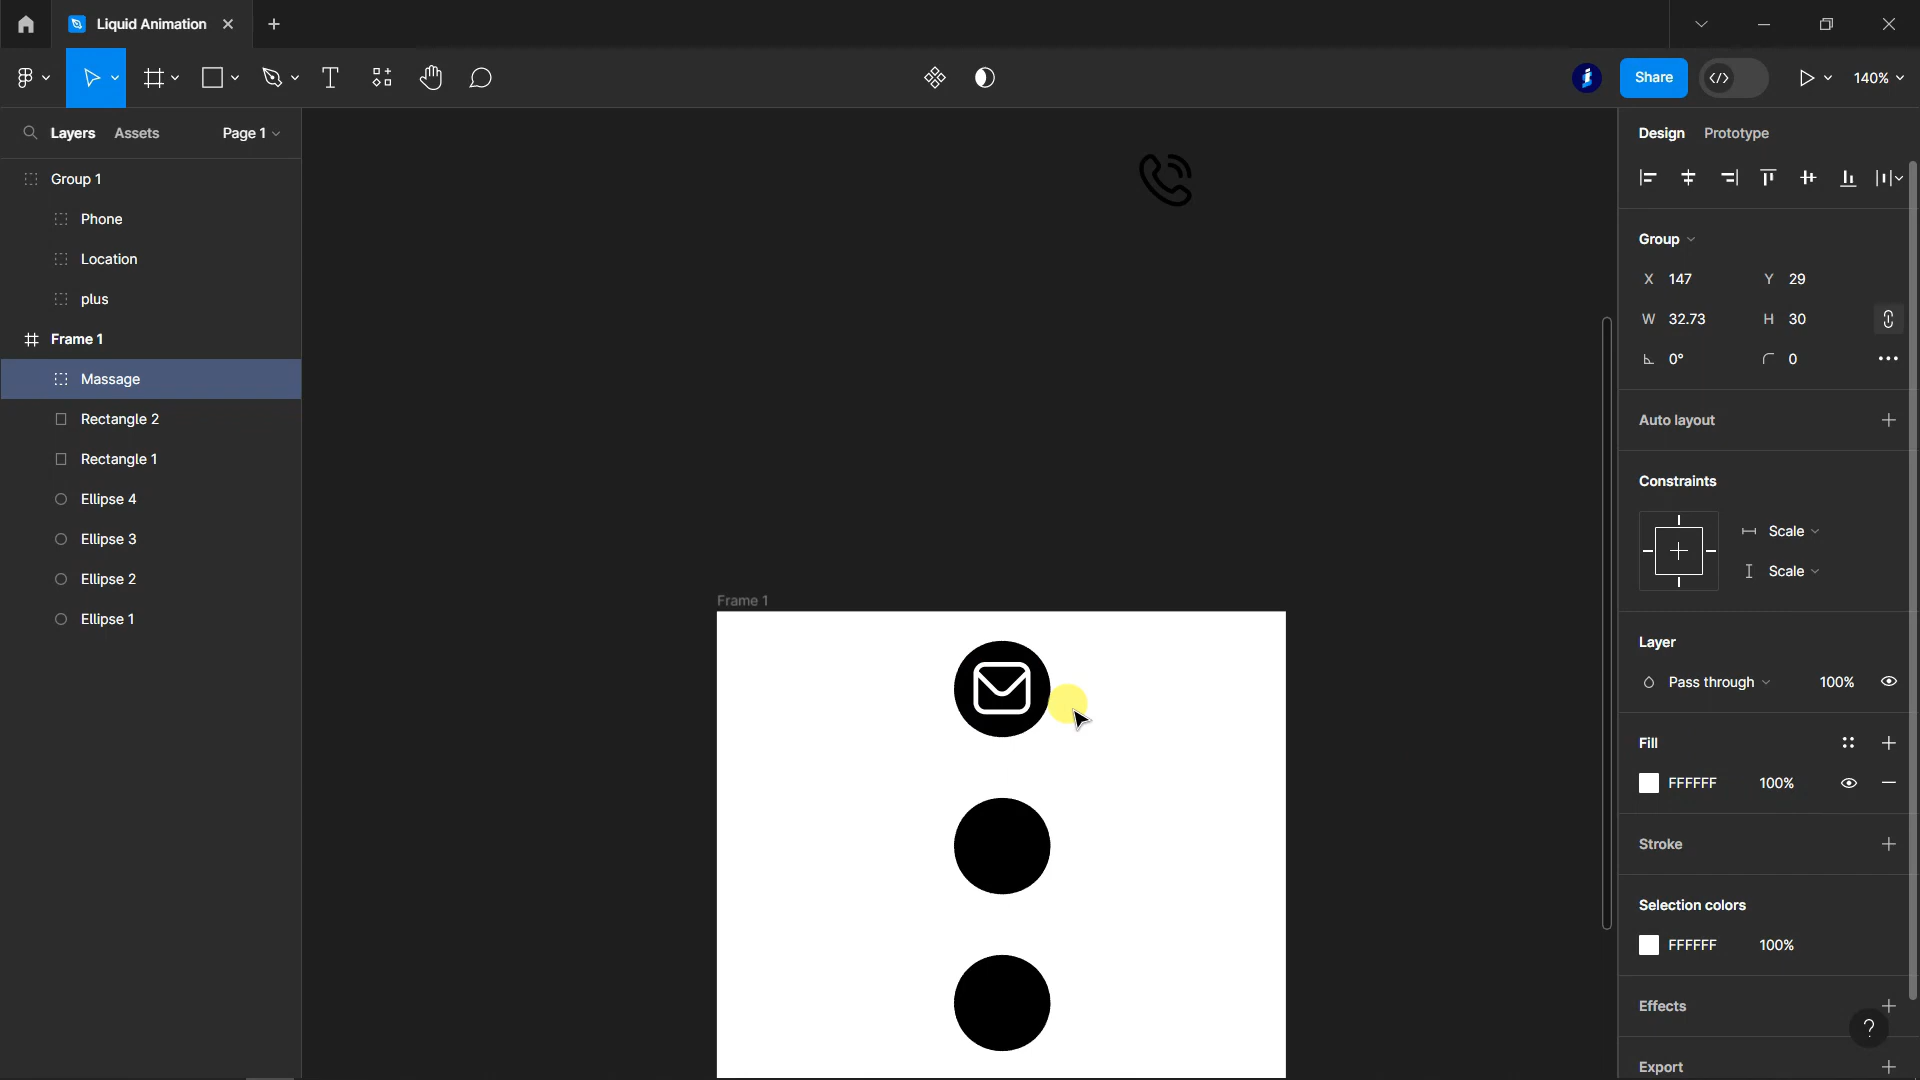 Liquid Animation
Share
140%
Layers
Assets
Page 1
Design
Prototype
Group 1
Phone
Location
plus
Frame 1
Massage
Rectangle 2
Rectangle 1
Ellipse 4
Ellipse 3
Ellipse 2
Ellipse 1
Frame 1
Group
X 147
Y 29
W 32.73
H 30
0°
0
Auto layout
Constraints
Scale
Scale
Layer
Pass through
100%
Fill
FFFFFF
100%
Stroke
Selection colors
FFFFFF
100%
Effects
?
Export